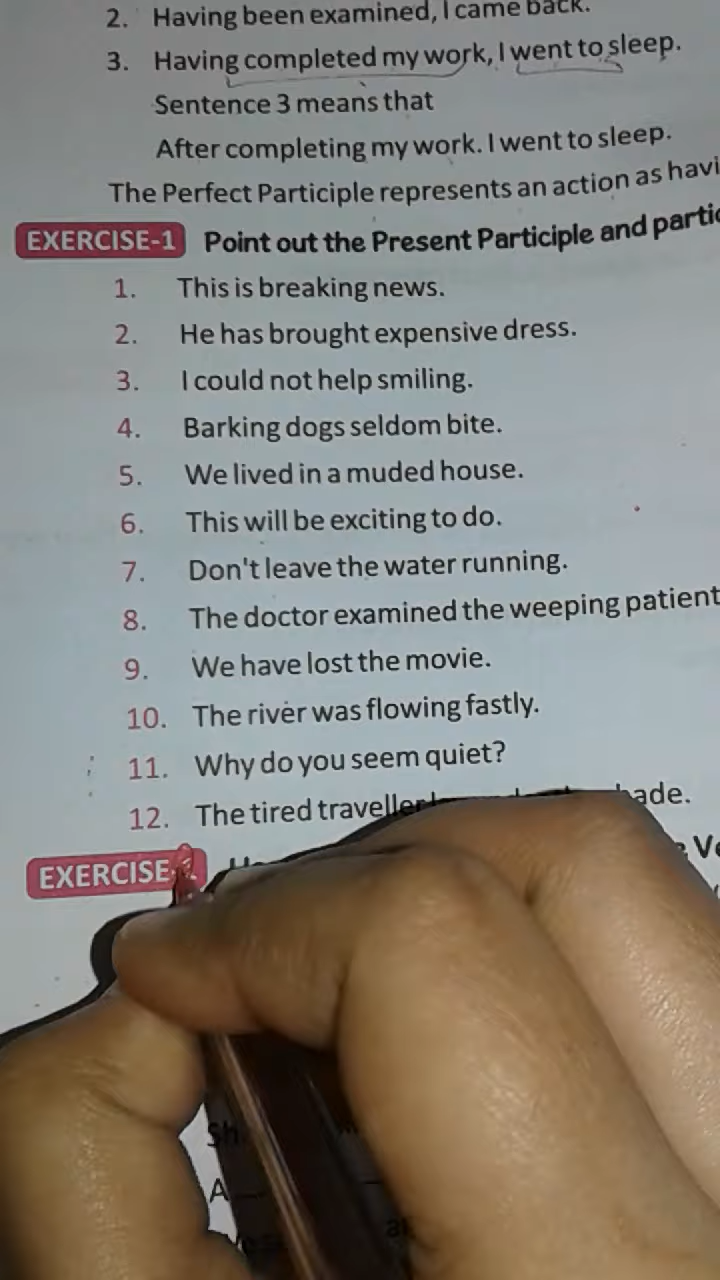 2. Having been examined, I came back.
3. Having completed my work, I went to sleep.
Sentence 3 means that
After completing my work. I went to sleep.
The Perfect Participle represents an action as havi
EXERCISE-1 Point out the Present Participle and partic
1. This is breaking news.
2. He has brought expensive dress.
3. I could not help smiling.
4. Barking dogs seldom bite.
5. We lived in a muded house.
6. This will be exciting to do.
7. Don't leave the water running.
8. The doctor examined the weeping patient
9. We have lost the movie.
10. The river was flowing fastly.
11. Why do you seem quiet?
12. The tired traveller
EXERCISE
A